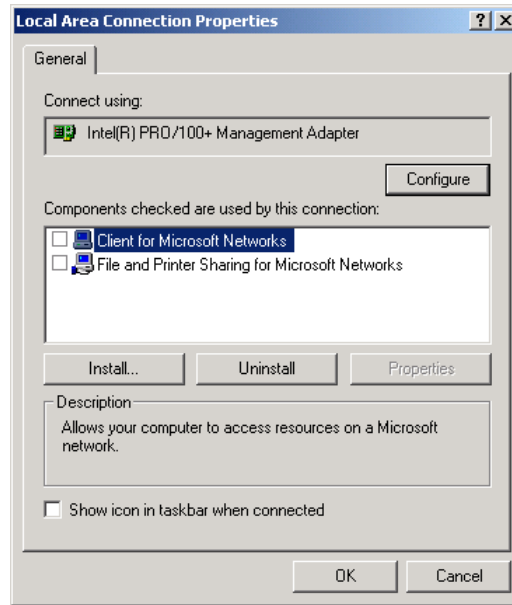 Local Area Connection Properties
General
Connect using:
Intel(R) PRO/100+ Management Adapter
Configure
Components checked are used by this connection:
Client for Microsoft Networks
File and Printer Sharing for Microsoft Networks
Install...
Uninstall
Properties
Description
Allows your computer to access resources on a Microsoft
network.
Show icon in taskbar when connected
OK
Cancel